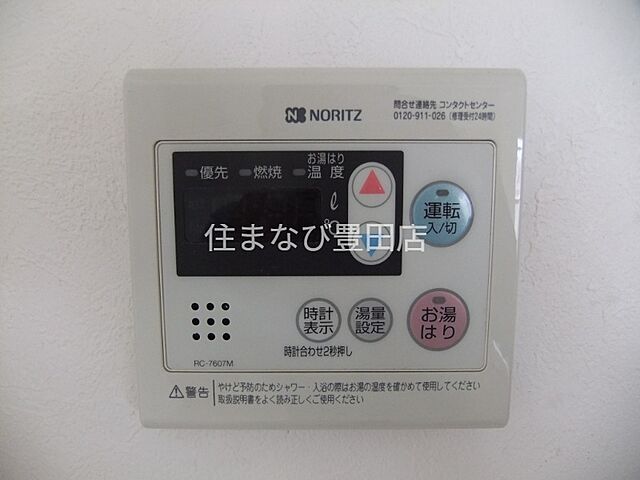 NORITZ
問合せ連絡先 コンタクトセンター
0120-911-026 (修理受付24時間)
優先
燃焼
お湯はり
温度
ℓ
℃
運転
入/切
住まなび豊田店
時計
表示
湯量
設定
お湯
はり
時計合わせ2秒押し
RC-7607M
警告
やけど予防のためシャワー・入浴の際はお湯の温度を確かめて使用してください
取扱説明書をよく読み正しくご使用ください